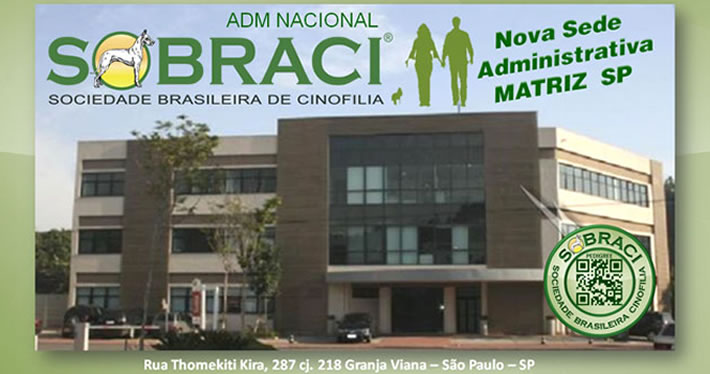 ADM NACIONAL
SOBRACI®
SOCIEDADE BRASILEIRA DE CINOFILIA
Nova Sede
Administrativa
MATRIZ SP
SOBRACI
PEDIGREE
SOCIEDADE BRASILEIRA CINOFILIA
Rua Thomekiti Kira, 287 cj. 218 Granja Viana – São Paulo – SP